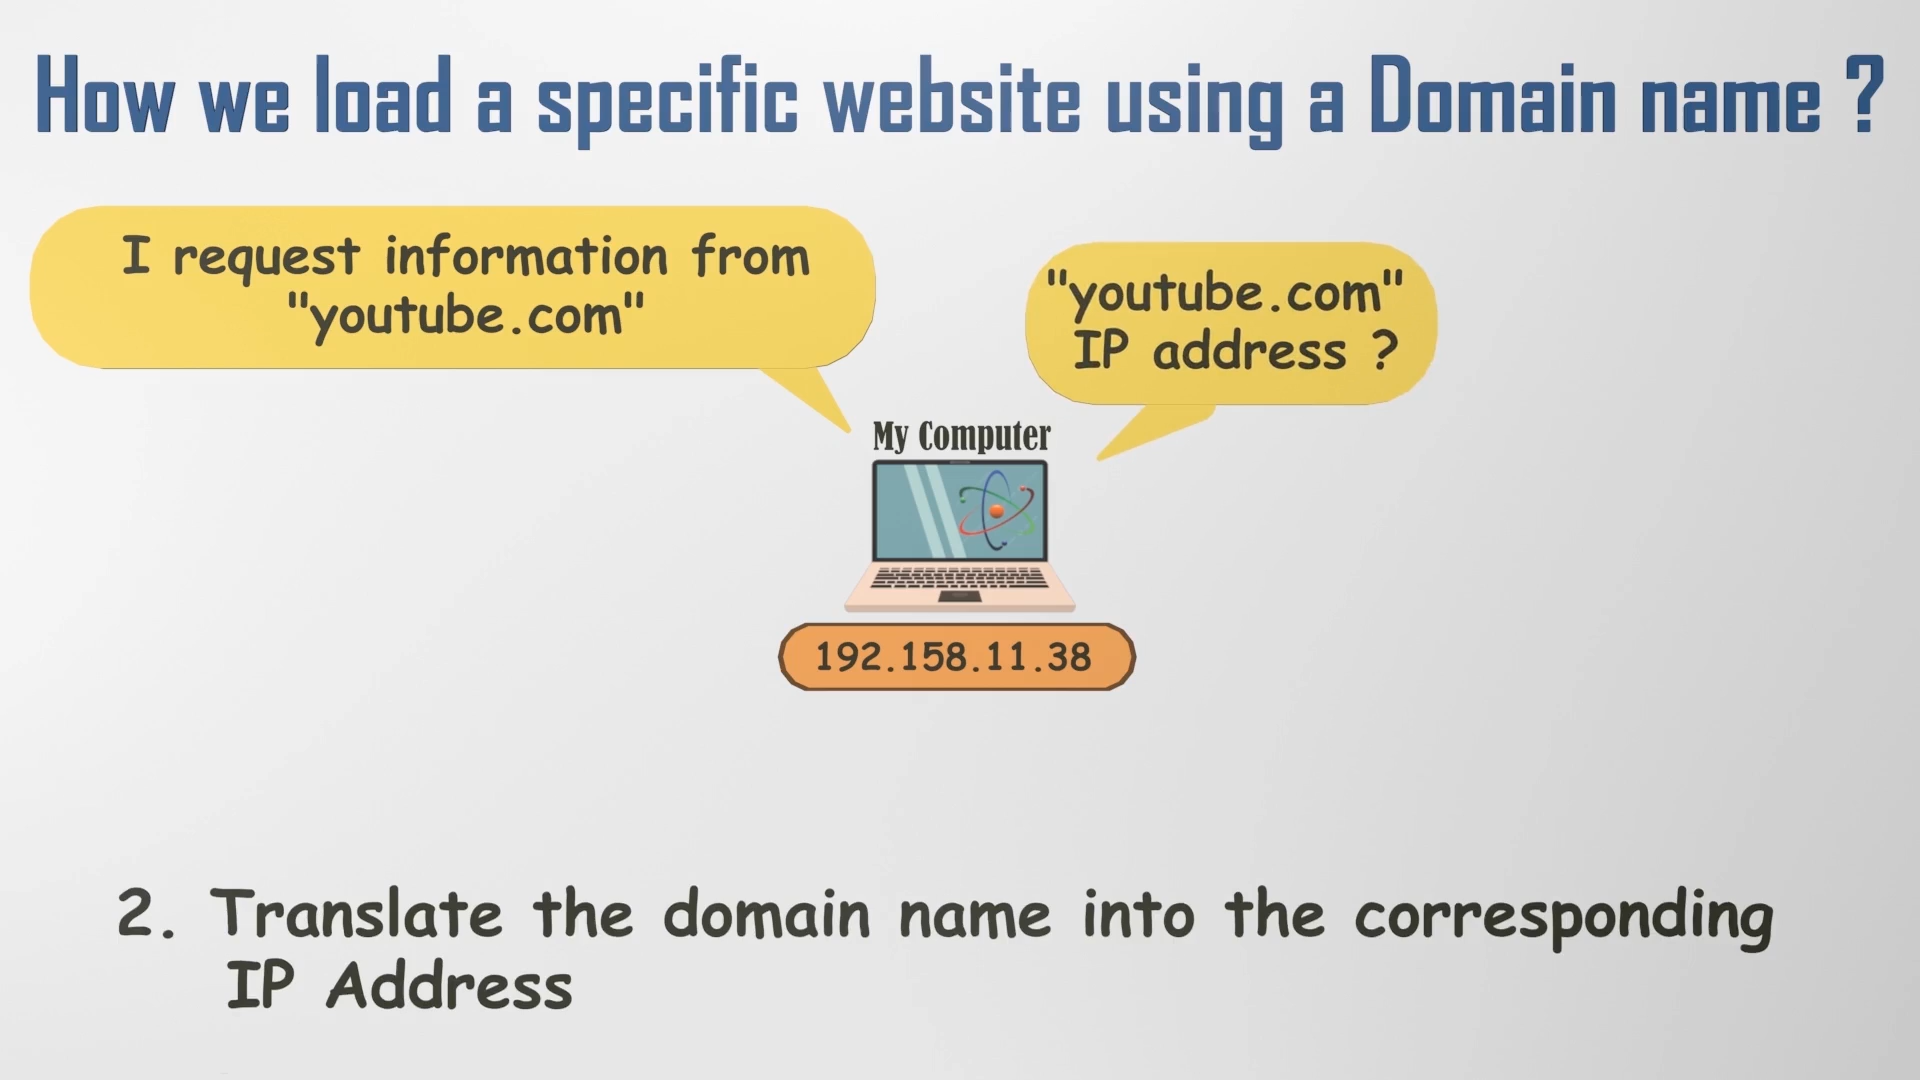 How we load a specific website using a Domain name ?
I request information from
"youtube.com"
"youtube.com"
IP address ?
My Computer
192.158.11.38
2. Translate the domain name into the corresponding
IP Address